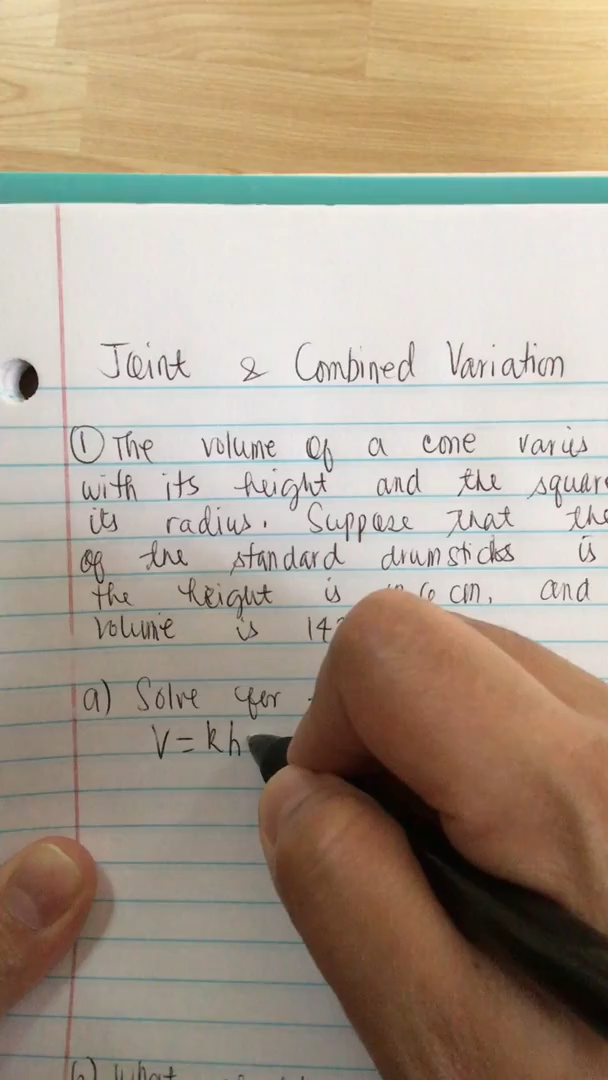 Joint & Combined Variation
① The volume of a cone varies
with its height and the square
its radius. Suppose that the
of the standard drumsticks is
the height is cm, and
volume is
a) Solve for
V = kh
b) What